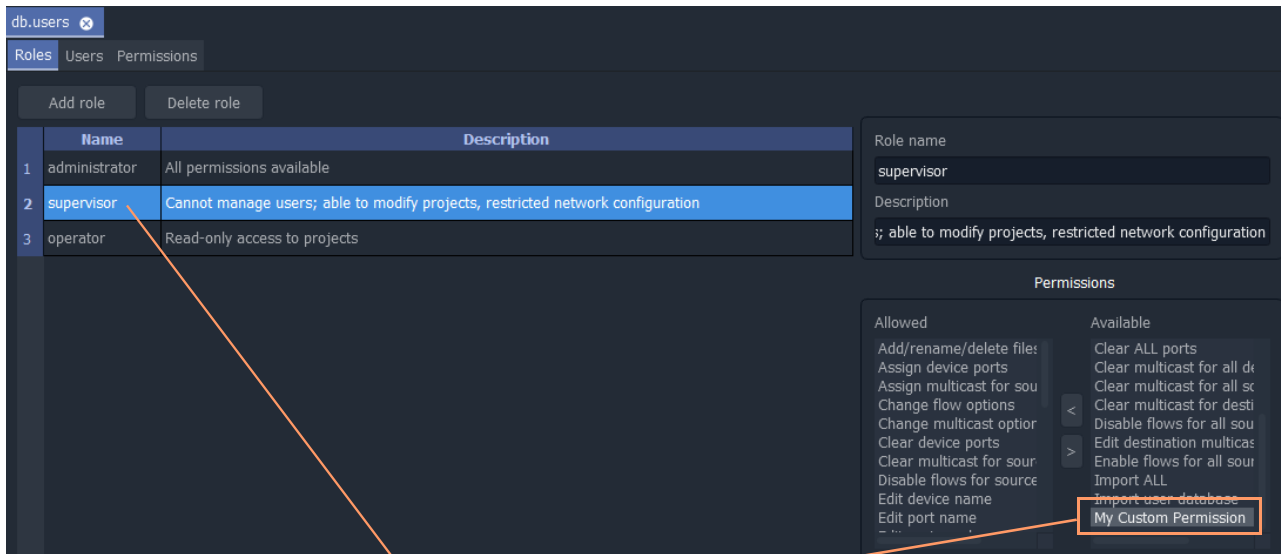 db.users
Roles Users Permissions
Add role Delete role
Name Description
1 administrator All permissions available
2 supervisor Cannot manage users; able to modify projects, restricted network configuration
3 operator Read-only access to projects
Role name
supervisor
Description
; able to modify projects, restricted network configuration
Permissions
Allowed
Add/rename/delete files
Assign device ports
Assign multicast for sou
Change flow options
Change multicast option
Clear device ports
Clear multicast for sour
Disable flows for source
Edit device name
Edit port name
<
>
Available
Clear ALL ports
Clear multicast for all de
Clear multicast for all so
Clear multicast for desti
Disable flows for all sou
Edit destination multicas
Enable flows for all sour
Import ALL
Import user database
My Custom Permission